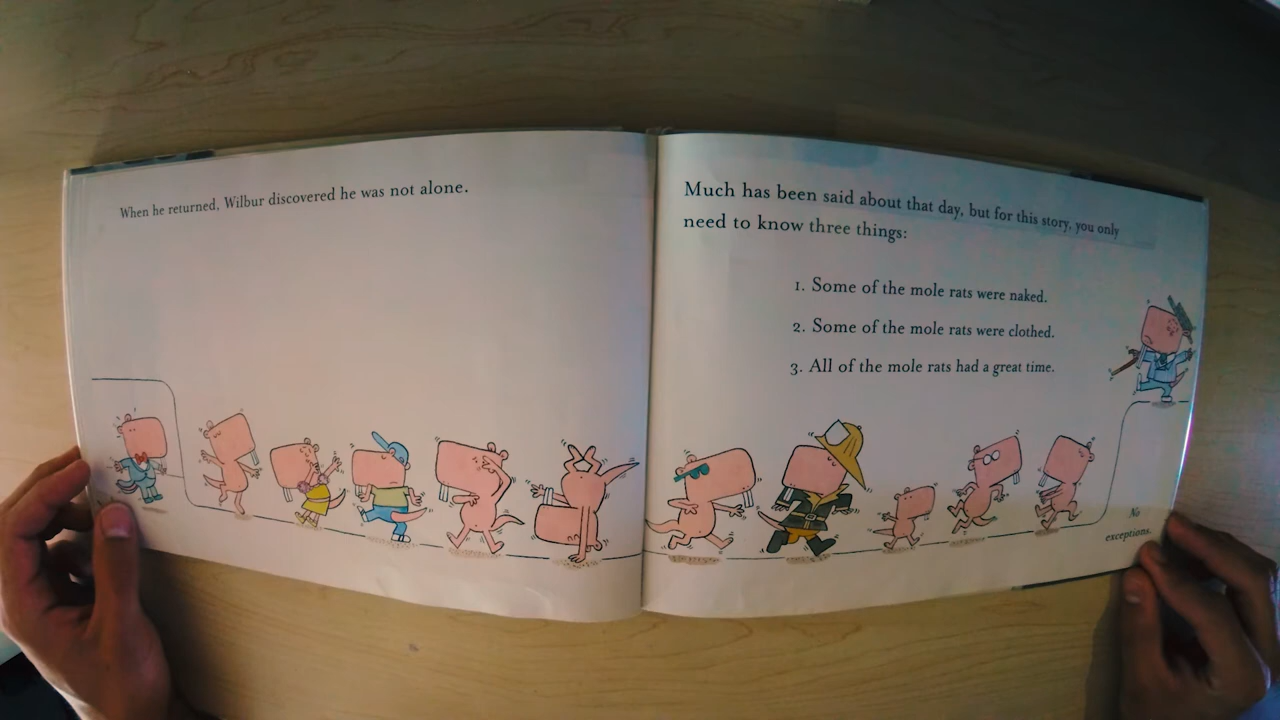 When he returned, Wilbur discovered he was not alone.
Much has been said about that day, but for this story, you only
need to know three things:
1. Some of the mole rats were naked.
2. Some of the mole rats were clothed.
3. All of the mole rats had a great time.
No
exceptions.